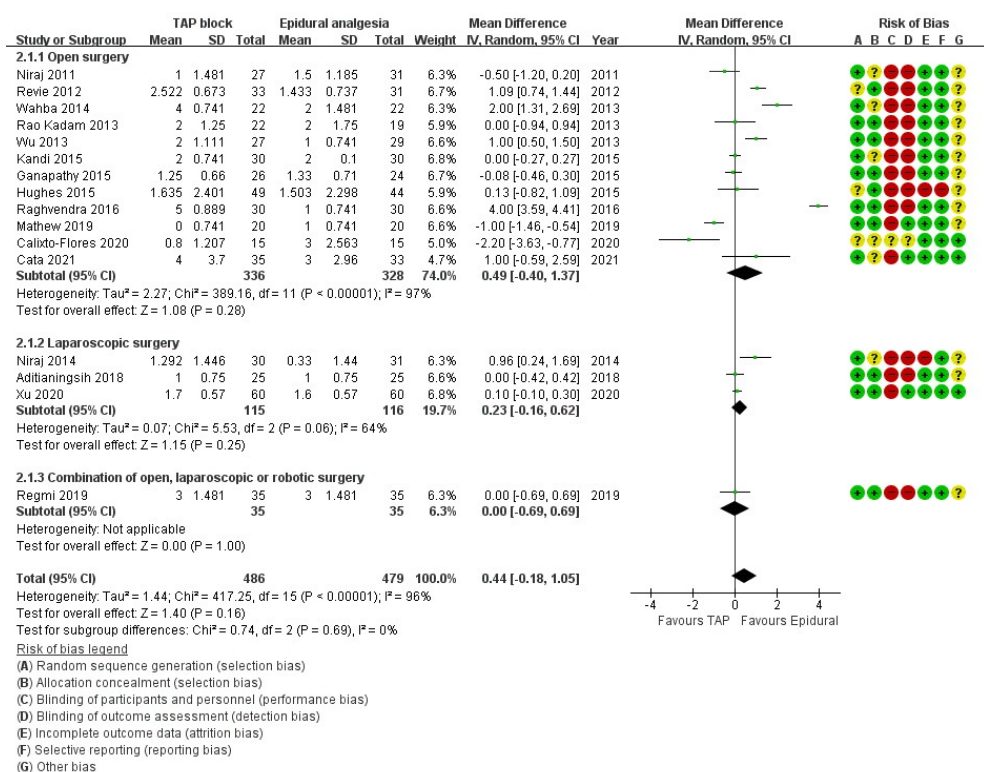 TAP block Epidural analgesia Mean Difference Mean Difference Risk of Bias
Study or Subgroup Mean SD Total Mean SD Total Weight IV, Random, 95% CI Year IV, Random, 95% CI A B C D E F G
2.1.1 Open surgery
Niraj 2011 1 1.481 27 1.5 1.185 31 6.3% -0.50 [-1.20, 0.20] 2011 + ? - - + + ?
Revie 2012 2.522 0.673 33 1.433 0.737 31 6.7% 1.09 [0.74, 1.44] 2012 ? + - - + + ?
Wahba 2014 4 0.741 22 2 1.481 22 6.3% 2.00 [1.31, 2.69] 2013 + ? - - + + ?
Rao Kadam 2013 2 1.25 22 2 1.75 19 5.9% 0.00 [-0.94, 0.94] 2013 + + - - + + ?
Wu 2013 2 1.111 27 1 0.741 29 6.6% 1.00 [0.50, 1.50] 2013 + + - - + + ?
Kandi 2015 2 0.741 30 2 0.1 30 6.8% 0.00 [-0.27, 0.27] 2015 + ? - - + + ?
Ganapathy 2015 1.25 0.66 26 1.33 0.71 24 6.7% -0.08 [-0.46, 0.30] 2015 + + - - + + ?
Hughes 2015 1.635 2.401 49 1.503 2.298 44 5.9% 0.13 [-0.82, 1.09] 2015 ? + - - - - ?
Raghvendra 2016 5 0.889 30 1 0.741 30 6.6% 4.00 [3.59, 4.41] 2016 + ? - - + + ?
Mathew 2019 0 0.741 20 1 0.741 20 6.6% -1.00 [-1.46, -0.54] 2019 + + - - + + ?
Calixto-Flores 2020 0.8 1.207 15 3 2.563 15 4.9% -2.20 [-3.63, -0.77] 2020 ? ? ? ? + + ?
Cata 2021 4 3.7 35 3 2.96 33 4.7% 1.00 [-0.59, 2.59] 2021 + ? - + + + ?
Subtotal (95% CI) 336 328 74.0% 0.49 [-0.40, 1.37]
Heterogeneity: Tau² = 2.27; Chi² = 389.16, df = 11 (P < 0.00001); I² = 97%
Test for overall effect: Z = 1.08 (P = 0.28)
2.1.2 Laparoscopic surgery
Niraj 2014 1.292 1.446 30 0.33 1.44 31 6.3% 0.96 [0.24, 1.69] 2014 + ? - - - + ?
Aditianingsih 2018 1 0.75 25 1 0.75 25 6.6% 0.00 [-0.42, 0.42] 2018 + + - - + + ?
Xu 2020 1.7 0.57 60 1.6 0.57 60 6.8% 0.10 [-0.10, 0.30] 2020 + + - + + + +
Subtotal (95% CI) 115 116 19.7% 0.23 [-0.16, 0.62]
Heterogeneity: Tau² = 0.07; Chi² = 5.53, df = 2 (P = 0.06); I² = 64%
Test for overall effect: Z = 1.15 (P = 0.25)
2.1.3 Combination of open, laparoscopic or robotic surgery
Regmi 2019 3 1.481 35 3 1.481 35 6.3% 0.00 [-0.69, 0.69] 2019 + + - - + + ?
Subtotal (95% CI) 35 35 6.3% 0.00 [-0.69, 0.69]
Heterogeneity: Not applicable
Test for overall effect: Z = 0.00 (P = 1.00)
Total (95% CI) 486 479 100.0% 0.44 [-0.18, 1.05]
Heterogeneity: Tau² = 1.44; Chi² = 417.25, df = 15 (P < 0.00001); I² = 96%
Test for overall effect: Z = 1.40 (P = 0.16)
Test for subgroup differences: Chi² = 0.74, df = 2 (P = 0.69), I² = 0%
-4 -2 0 2 4
Favours TAP Favours Epidural
Risk of bias legend
(A) Random sequence generation (selection bias)
(B) Allocation concealment (selection bias)
(C) Blinding of participants and personnel (performance bias)
(D) Blinding of outcome assessment (detection bias)
(E) Incomplete outcome data (attrition bias)
(F) Selective reporting (reporting bias)
(G) Other bias